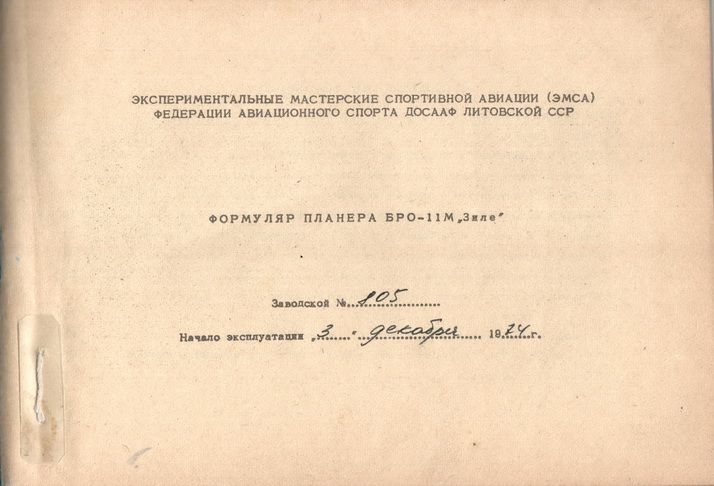 ЭКСПЕРИМЕНТАЛЬНЫЕ МАСТЕРСКИЕ СПОРТИВНОЙ АВИАЦИИ (ЭМСА)
ФЕДЕРАЦИИ АВИАЦИОННОГО СПОРТА ДОСААФ ЛИТОВСКОЙ ССР
ФОРМУЛЯР ПЛАНЕРА БРО-11М „Зиле"
Заводской № 105
Начало эксплуатации „3" декабря 1974 г.